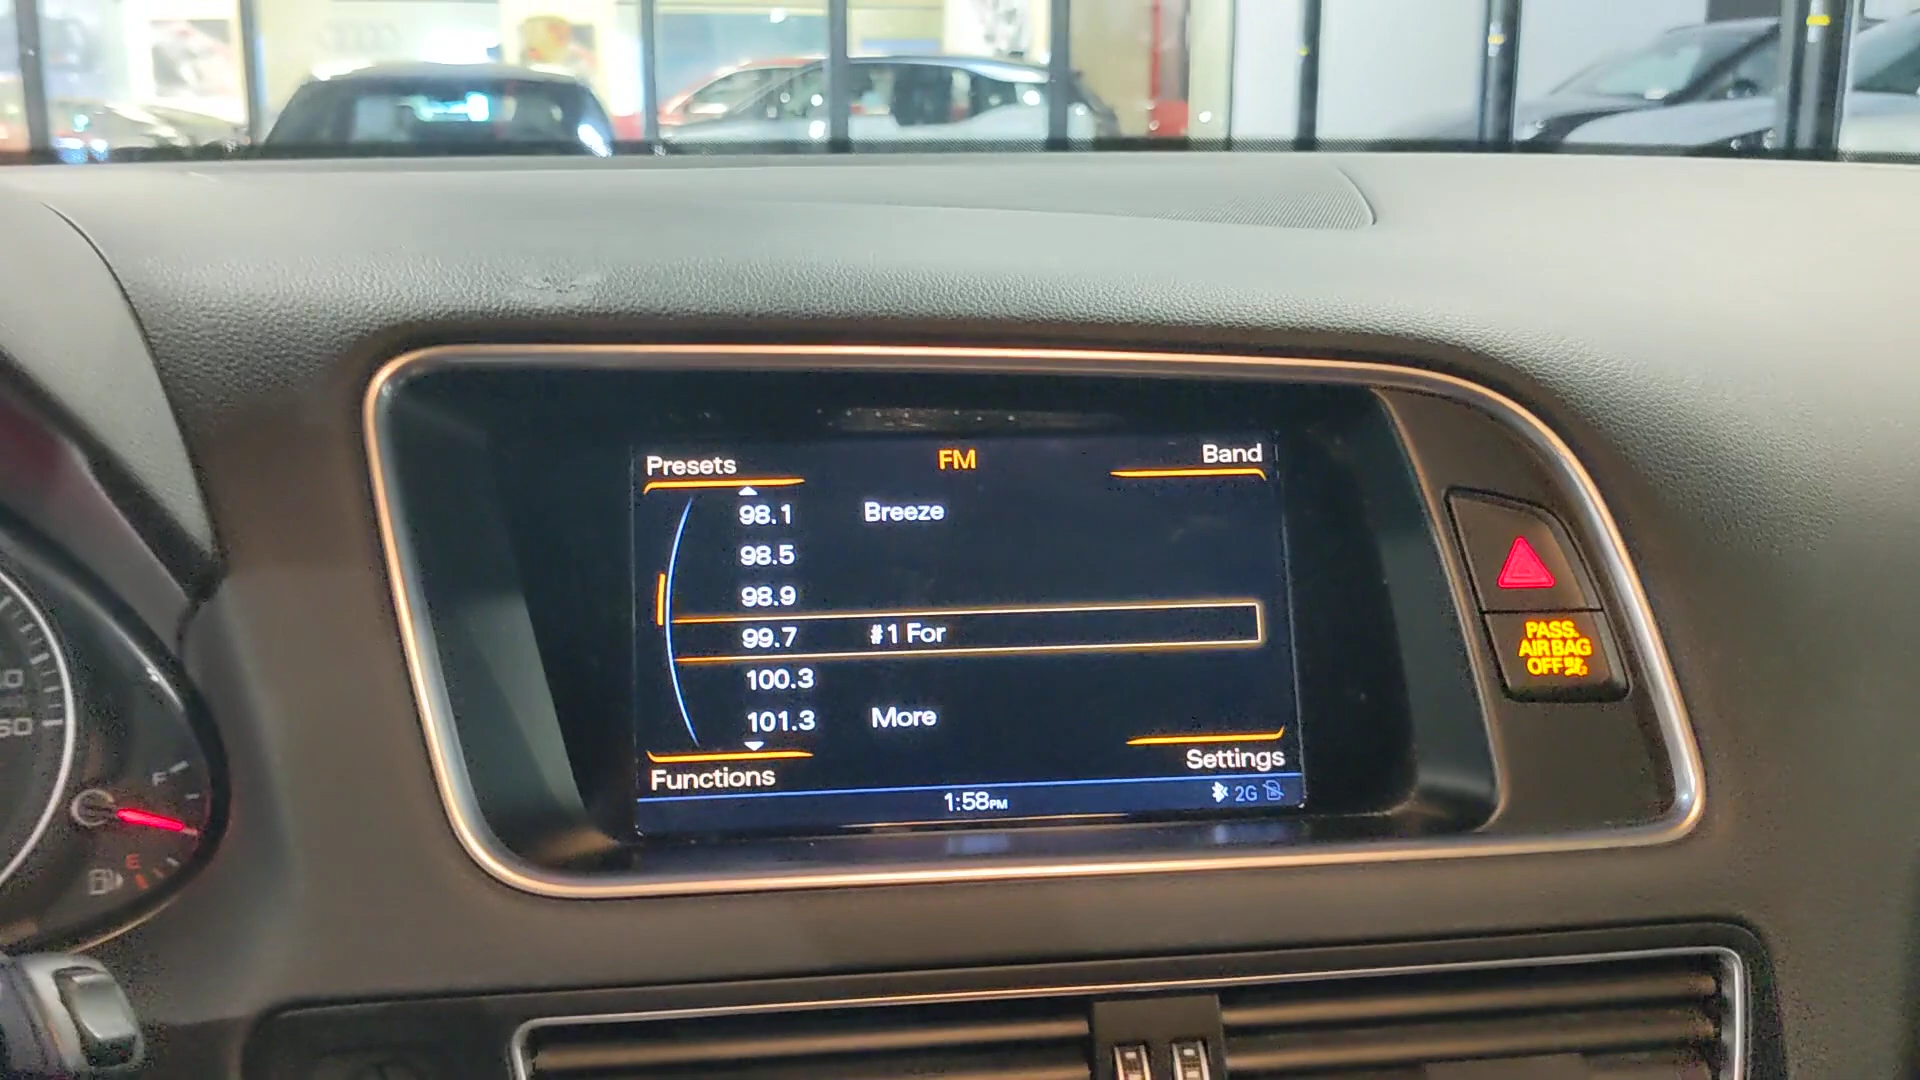 Presets FM Band
98.1 Breeze
98.5
98.9
99.7 #1 For
100.3
101.3 More
Functions Settings
1:58PM 2G
PASS.
AIR BAG
OFF
F
E